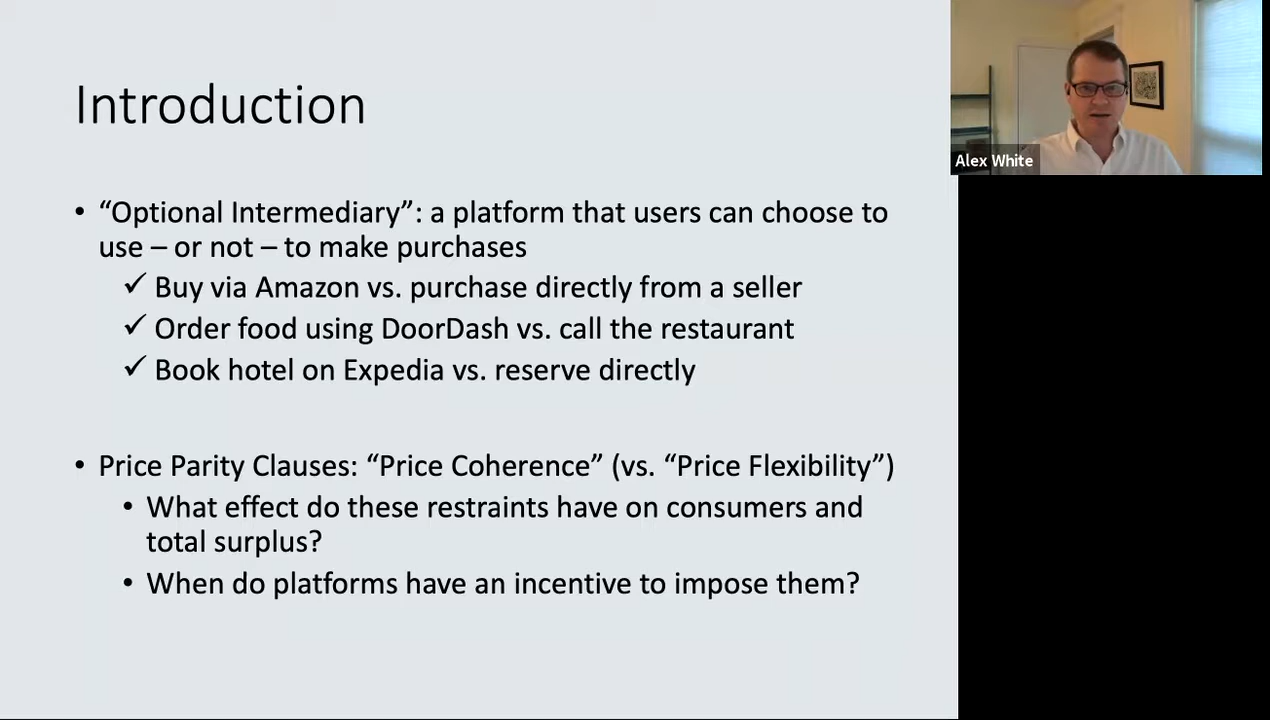 Introduction
Alex White
• “Optional Intermediary”: a platform that users can choose to
use – or not – to make purchases
✓ Buy via Amazon vs. purchase directly from a seller
✓ Order food using DoorDash vs. call the restaurant
✓ Book hotel on Expedia vs. reserve directly
• Price Parity Clauses: “Price Coherence” (vs. “Price Flexibility”)
• What effect do these restraints have on consumers and
total surplus?
• When do platforms have an incentive to impose them?